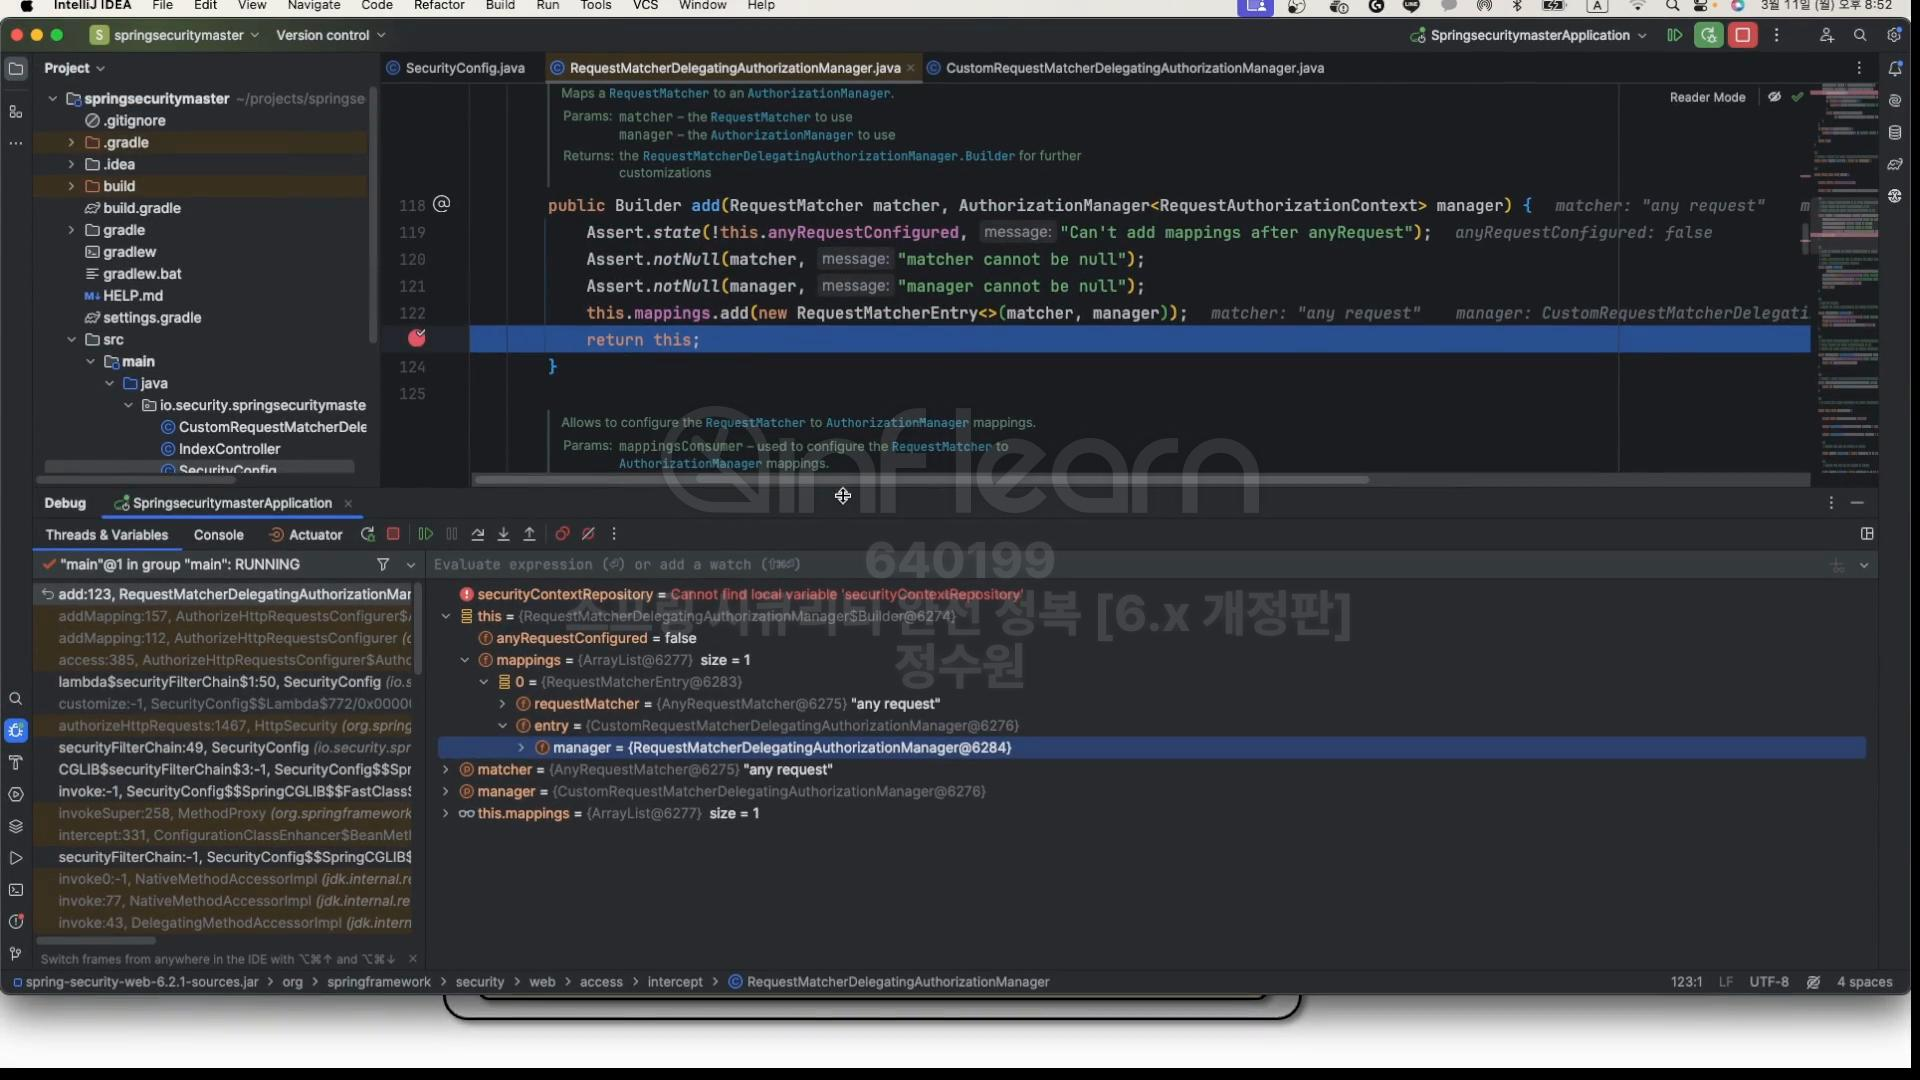 IntelliJ IDEA File Edit View Navigate Code Refactor Build Run Tools VCS Window Help A 3월 11일 (월) 오후 8:52
S springsecuritymaster Version control SpringsecuritymasterApplication
Project SecurityConfig.java RequestMatcherDelegatingAuthorizationManager.java CustomRequestMatcherDelegatingAuthorizationManager.java
Reader Mode
springsecuritymaster ~/projects/springse
.gitignore
.gradle
.idea
build
build.gradle
gradle
gradlew
gradlew.bat
M↓ HELP.md
settings.gradle
src
main
java
io.security.springsecuritymaste
CustomRequestMatcherDele
IndexController
SecurityConfig
Maps a RequestMatcher to an AuthorizationManager.
Params: matcher – the RequestMatcher to use
manager – the AuthorizationManager to use
Returns: the RequestMatcherDelegatingAuthorizationManager.Builder for further
customizations
118 @ public Builder add(RequestMatcher matcher, AuthorizationManager<RequestAuthorizationContext> manager) { matcher: "any request" m
119 Assert.state(!this.anyRequestConfigured, message: "Can't add mappings after anyRequest"); anyRequestConfigured: false
120 Assert.notNull(matcher, message: "matcher cannot be null");
121 Assert.notNull(manager, message: "manager cannot be null");
122 this.mappings.add(new RequestMatcherEntry<>(matcher, manager)); matcher: "any request" manager: CustomRequestMatcherDelegati
return this;
124 }
125
Allows to configure the RequestMatcher to AuthorizationManager mappings.
Params: mappingsConsumer – used to configure the RequestMatcher to
AuthorizationManager mappings.
inflearn
640199
스프링 시큐리티 완전 정복 [6.x 개정판]
정수원
Debug SpringsecuritymasterApplication
Threads & Variables Console Actuator
"main"@1 in group "main": RUNNING
add:123, RequestMatcherDelegatingAuthorizationMar
addMapping:157, AuthorizeHttpRequestsConfigurer$
addMapping:112, AuthorizeHttpRequestsConfigurer (
access:385, AuthorizeHttpRequestsConfigurer$Autho
lambda$securityFilterChain$1:50, SecurityConfig (io.s
customize:-1, SecurityConfig$$Lambda$772/0x0000
authorizeHttpRequests:1467, HttpSecurity (org.spring
securityFilterChain:49, SecurityConfig (io.security.spr
CGLIB$securityFilterChain$3:-1, SecurityConfig$$Spr
invoke:-1, SecurityConfig$$SpringCGLIB$$FastClass$
invokeSuper:258, MethodProxy (org.springframework
intercept:331, ConfigurationClassEnhancer$BeanMet
securityFilterChain:-1, SecurityConfig$$SpringCGLIB$
invoke0:-1, NativeMethodAccessorImpl (jdk.internal.re
invoke:77, NativeMethodAccessorImpl (jdk.internal.re
invoke:43, DelegatingMethodAccessorImpl (jdk.intern
Switch frames from anywhere in the IDE with ⌥⌘↑ and ⌥⌘↓
Evaluate expression (⏎) or add a watch (⇧⌘⏎)
securityContextRepository = Cannot find local variable 'securityContextRepository'
this = {RequestMatcherDelegatingAuthorizationManager$Builder@6274}
anyRequestConfigured = false
mappings = {ArrayList@6277} size = 1
0 = {RequestMatcherEntry@6283}
requestMatcher = {AnyRequestMatcher@6275} "any request"
entry = {CustomRequestMatcherDelegatingAuthorizationManager@6276}
manager = {RequestMatcherDelegatingAuthorizationManager@6284}
matcher = {AnyRequestMatcher@6275} "any request"
manager = {CustomRequestMatcherDelegatingAuthorizationManager@6276}
this.mappings = {ArrayList@6277} size = 1
spring-security-web-6.2.1-sources.jar > org > springframework > security > web > access > intercept > RequestMatcherDelegatingAuthorizationManager 123:1 LF UTF-8 4 spaces